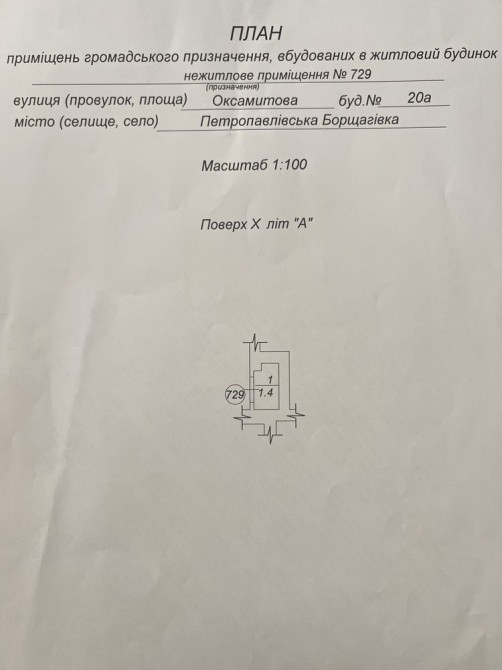 ПЛАН
приміщень громадського призначення, вбудованих в житловий будинок
нежитлове приміщення № 729
(призначення)
вулиця (провулок, площа) Оксамитова буд.№ 20а
місто (селище, село) Петропавлівська Борщагівка
Масштаб 1:100
Поверх X літ "А"
1
729 1.4